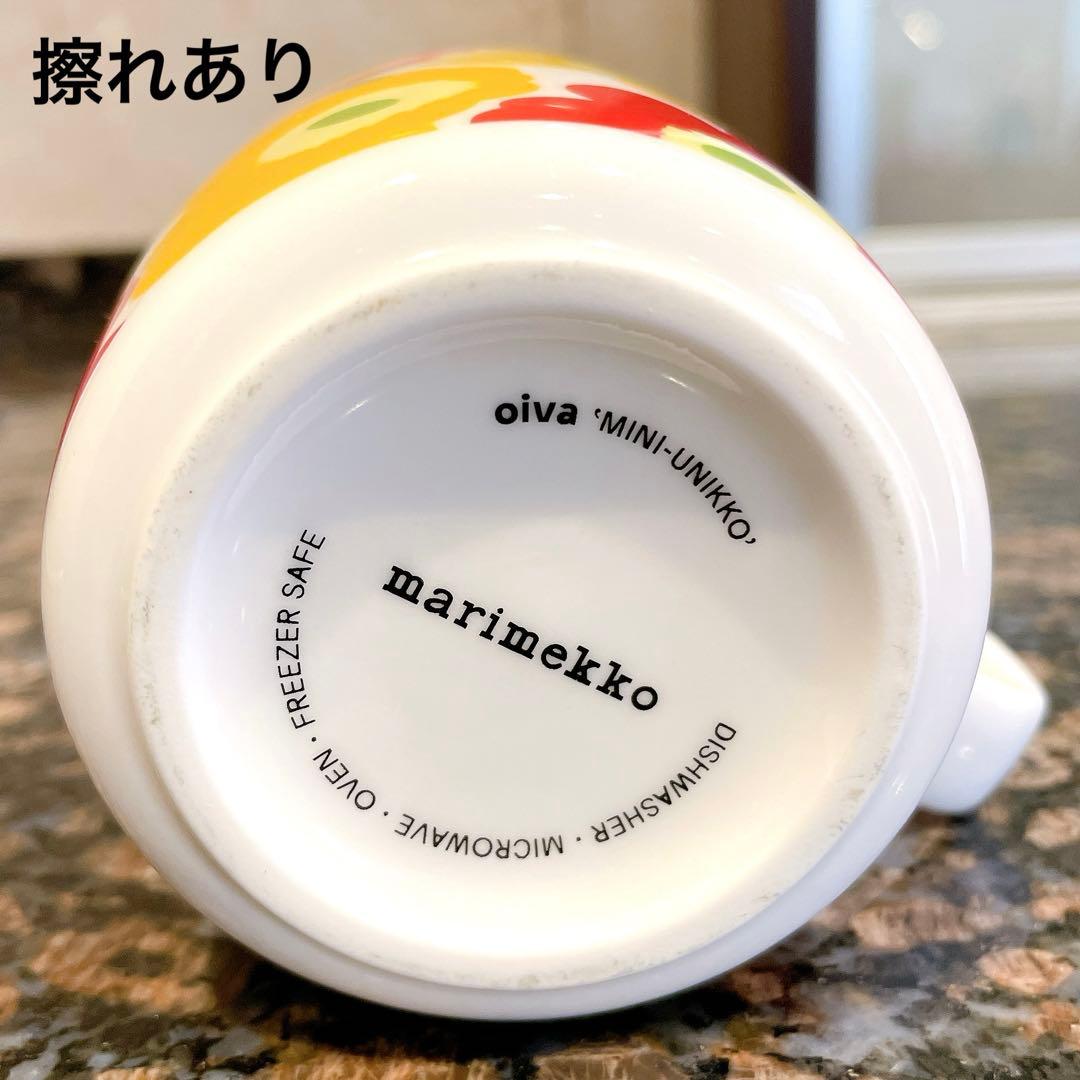 擦れあり
oiva ‘MINI-UNIKKO’
marimekko
DISHWASHER · MICROWAVE · OVEN · FREEZER SAFE